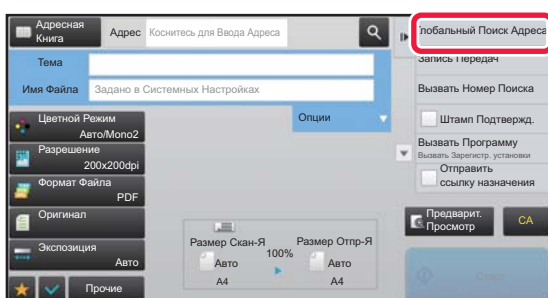 Адресная
Книга
Адрес
Коснитесь для Ввода Адреса
Тема
Имя Файла
Задано в Системных Настройках
Опции
Цветной Режим
Авто/Mono2
Разрешение
200x200dpi
Формат Файла
PDF
Оригинал
Экспозиция
Авто
Прочие
Размер Скан-Я
100%
Размер Отпр-Я
Авто
Авто
A4
A4
Глобальный Поиск Адреса
Запись Передач
Вызвать Номер Поиска
Штамп Подтвержд.
Вызвать Программу
Вызвать Зарегистр. установки
Отправить
ссылку назначения
Предварит.
Просмотр
CA
Старт